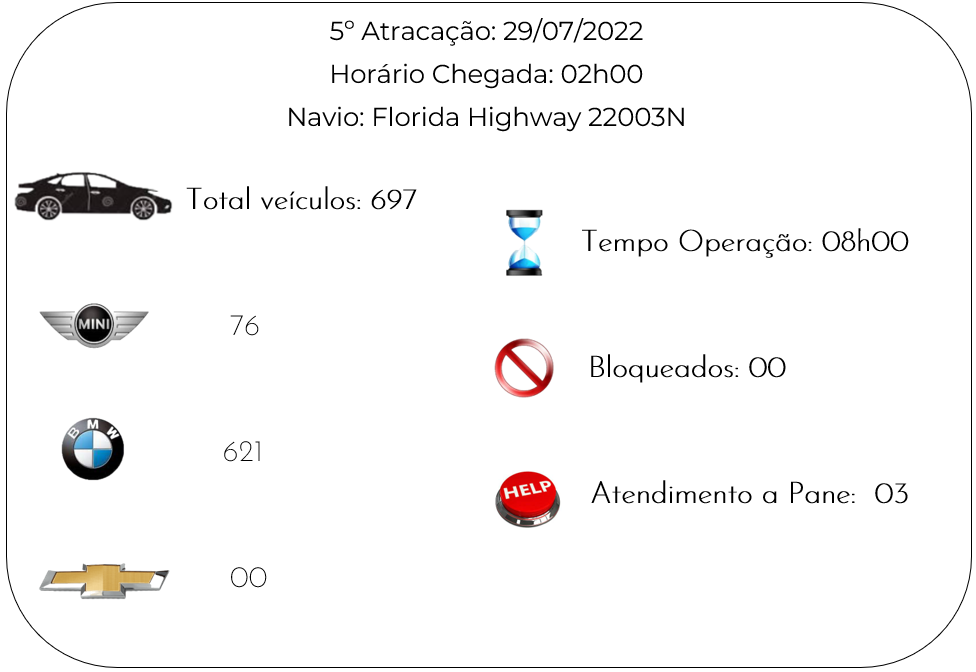 5º Atracação: 29/07/2022
Horário Chegada: 02h00
Navio: Florida Highway 22003N
Total veículos: 697
MINI
76
BMW
621
00
Tempo Operação: 08h00
Bloqueados: 00
HELP
Atendimento a Pane: 03